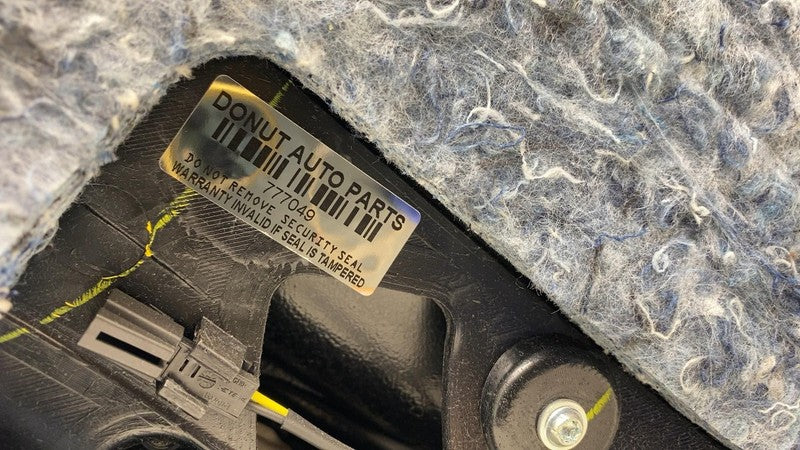 DONUT AUTO PARTS
777049
DO NOT REMOVE SECURITY SEAL
WARRANTY INVALID IF SEAL IS TAMPERED